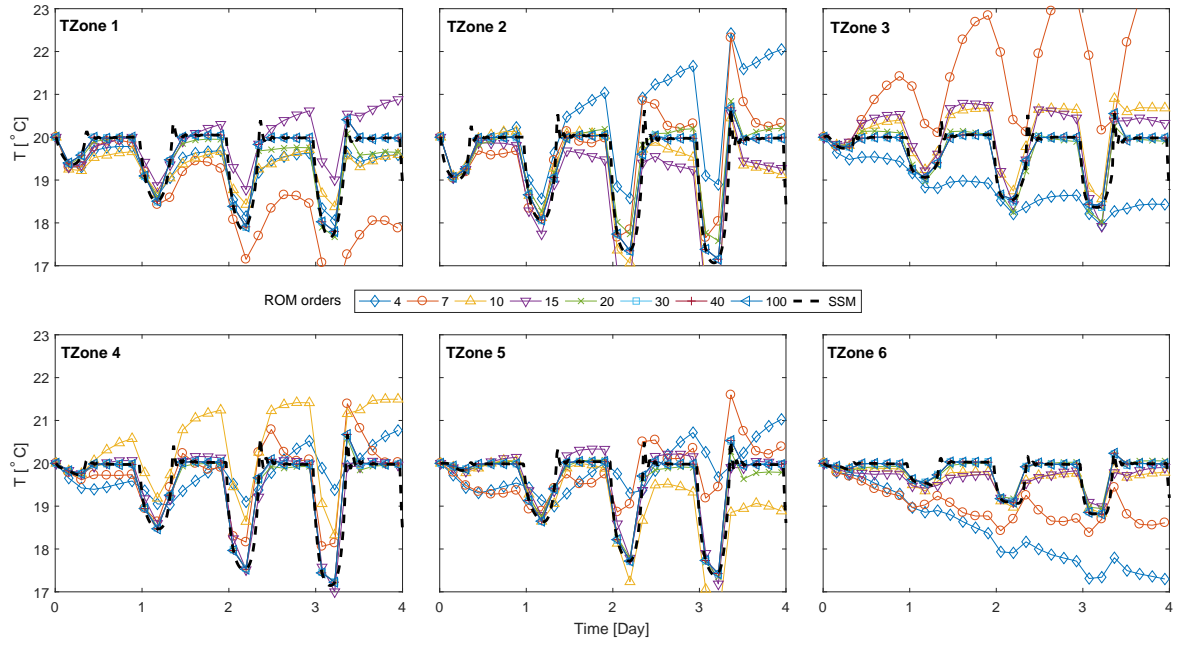 TZone 1
TZone 2
TZone 3
23
22
21
20
19
18
17
T [°C]
ROM orders 4 7 10 15 20 30 40 100 SSM
TZone 4
TZone 5
TZone 6
23
22
21
20
19
18
17
T [°C]
0 1 2 3 4 0 1 2 3 4 0 1 2 3 4
Time [Day]